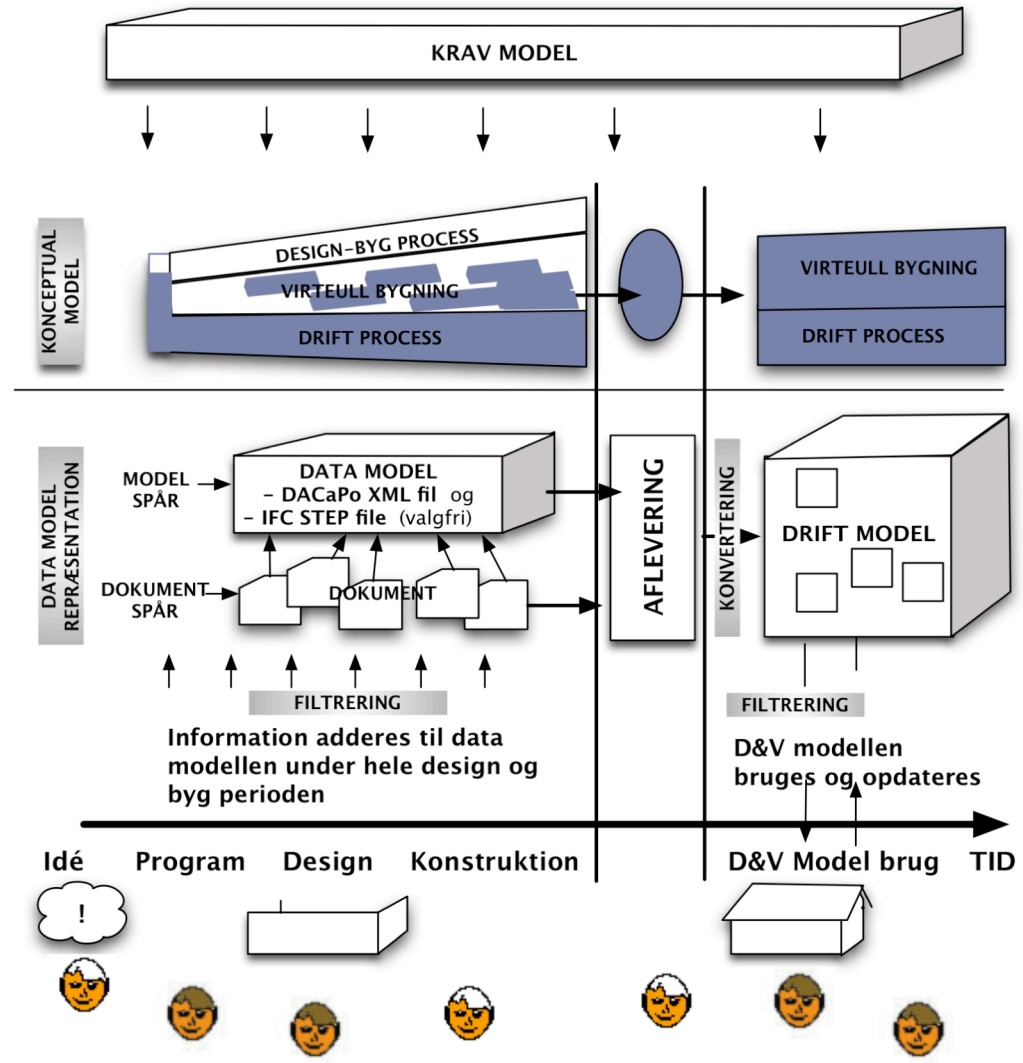 KRAV MODEL
KONCEPTUAL
MODEL
DESIGN-BYG PROCESS
VIRTEULL BYGNING
DRIFT PROCESS
VIRTEULL BYGNING
DRIFT PROCESS
DATA MODEL
REPRÆSENTATION
MODEL
SPÅR
DATA MODEL
– DACaPo XML fil og
– IFC STEP file (valgfri)
DOKUMENT
SPÅR
DOKUMENT
AFLEVERING
KONVERTERING
DRIFT MODEL
FILTRERING
Information adderes til data
modellen under hele design og
byg perioden
FILTRERING
D&V modellen
bruges og opdateres
Idé
Program
Design
Konstruktion
D&V Model brug
TID
!